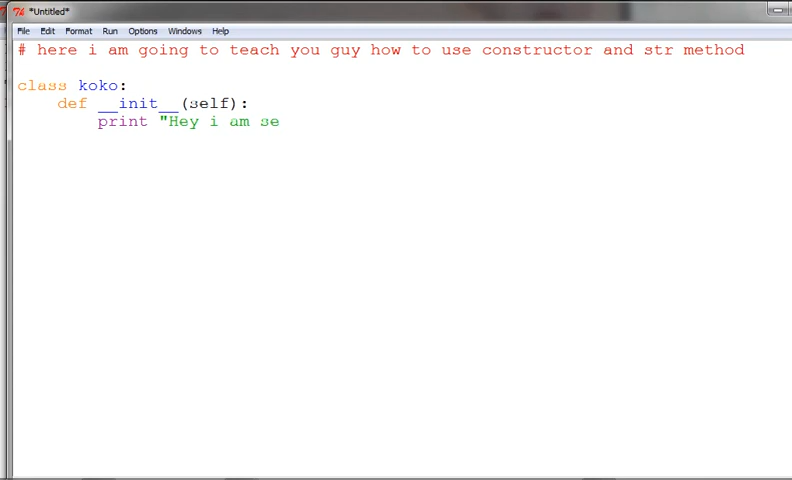 *Untitled*
File Edit Format Run Options Windows Help
# here i am going to teach you guy how to use constructor and str method
class koko:
    def __init__(self):
        print "Hey i am se